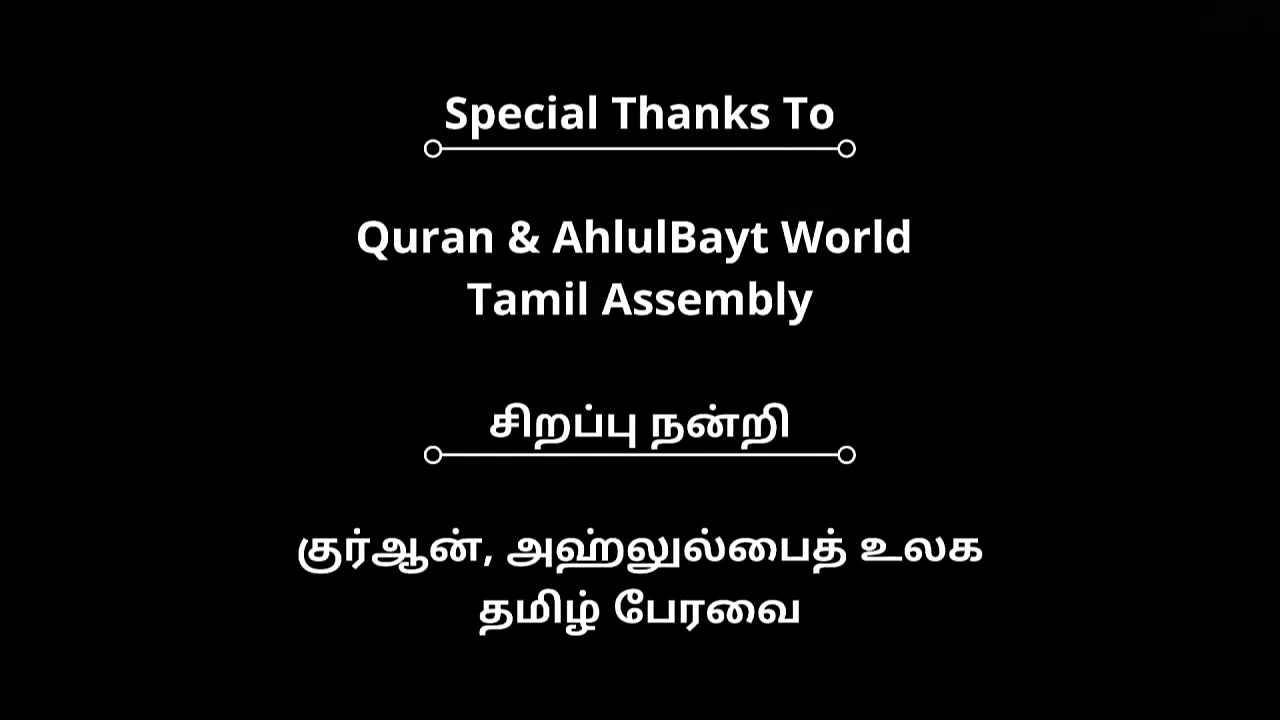 Special Thanks To
Quran & AhlulBayt World
Tamil Assembly
சிறப்பு நன்றி
குர்ஆன், அஹ்லுல்பைத் உலக
தமிழ் பேரவை